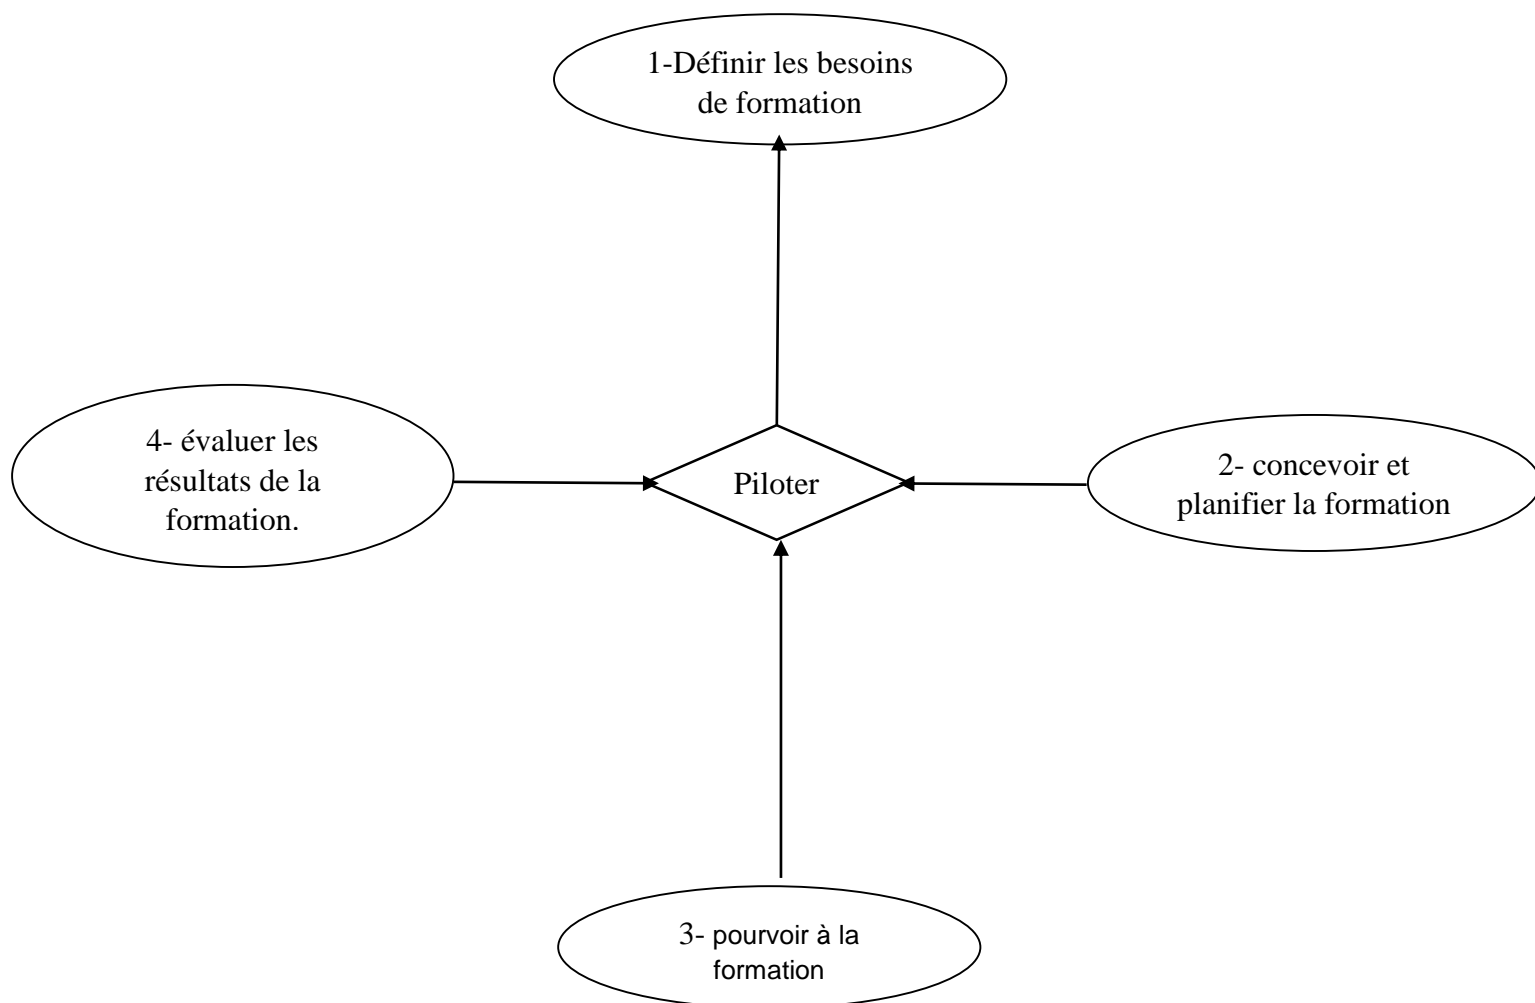 1-Définir les besoins
de formation
4- évaluer les
résultats de la
formation.
Piloter
2- concevoir et
planifier la formation
3- pourvoir à la
formation